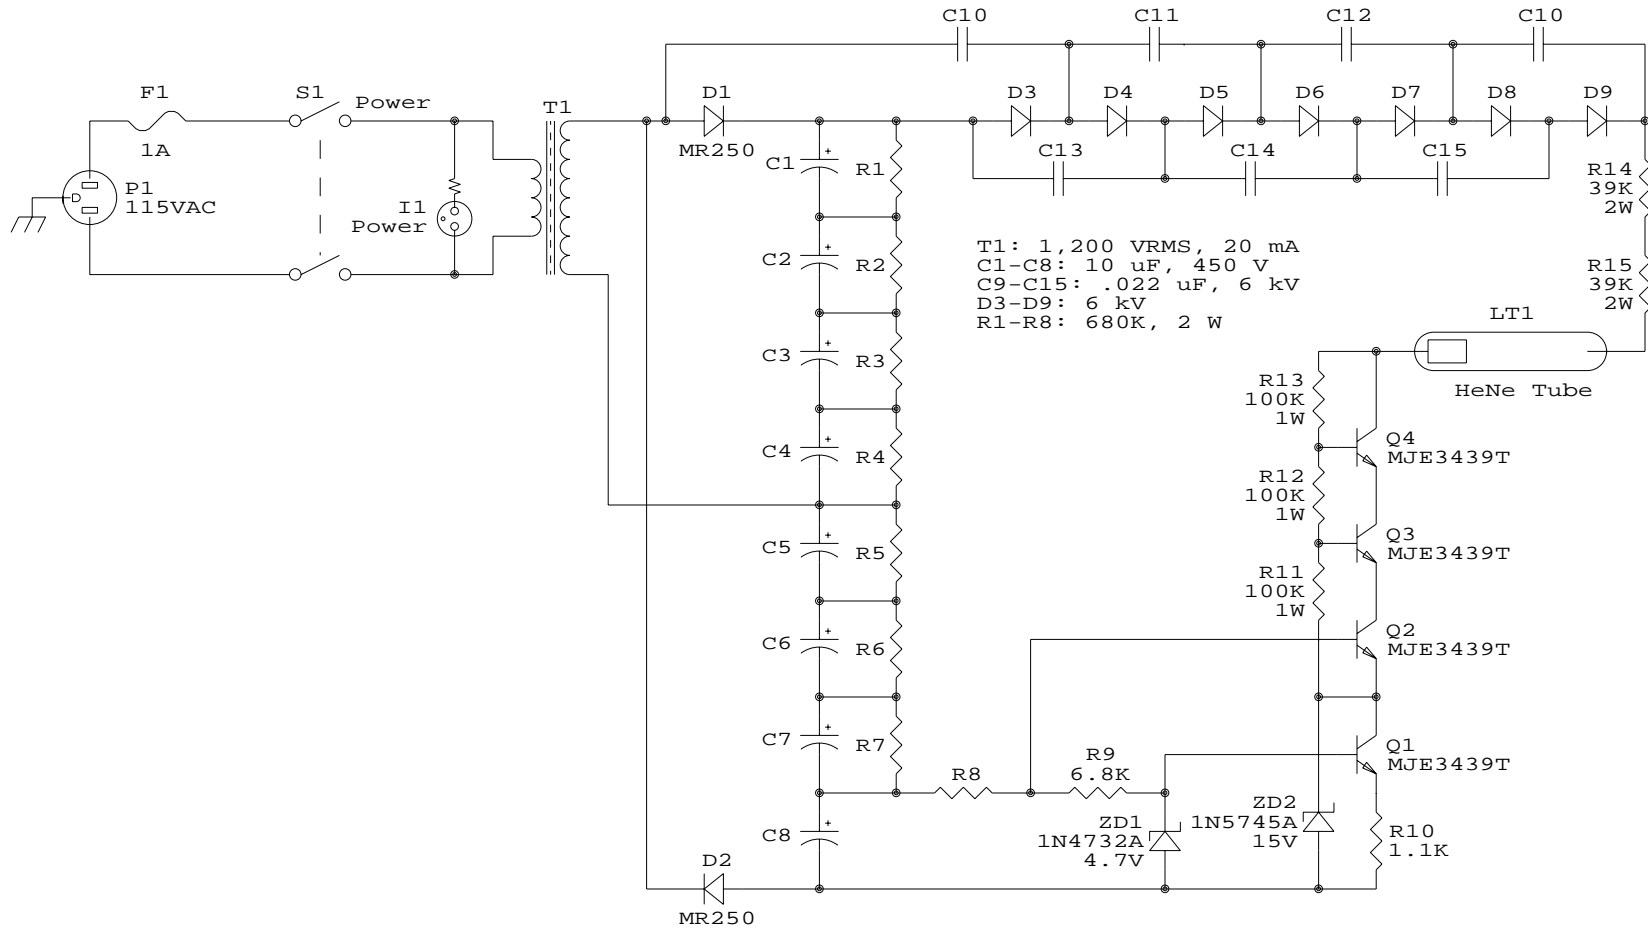 C10
C11
C12
C10
F1
S1
Power
T1
D1
D3
D4
D5
D6
D7
D8
D9
1A
MR250
C1
R1
C13
C14
C15
R14
39K
2W
P1
115VAC
D
I1
Power
C2
R2
T1: 1,200 VRMS, 20 mA
C1-C8: 10 uF, 450 V
C9-C15: .022 uF, 6 kV
D3-D9: 6 kV
R1-R8: 680K, 2 W
R15
39K
2W
LT1
HeNe Tube
C3
R3
R13
100K
1W
C4
R4
Q4
MJE3439T
R12
100K
1W
C5
R5
Q3
MJE3439T
R11
100K
1W
C6
R6
Q2
MJE3439T
C7
R7
Q1
MJE3439T
R8
R9
6.8K
C8
ZD1
1N4732A
4.7V
ZD2
1N5745A
15V
R10
1.1K
D2
MR250